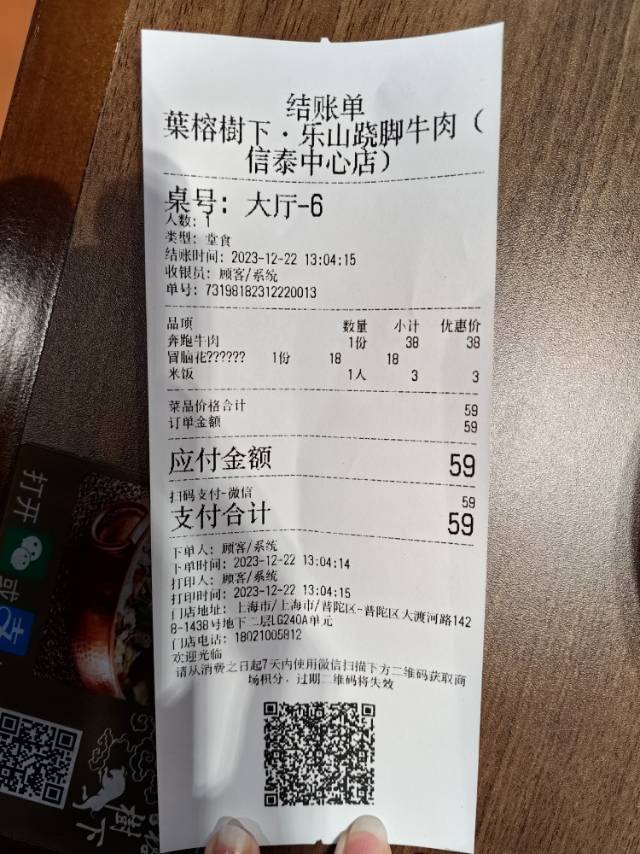 结账单
葉榕樹下·乐山跷脚牛肉(
信泰中心店)
桌号: 大厅-6
人数: 1
类型: 堂食
结账时间: 2023-12-22 13:04:15
收银员: 顾客/系统
单号: 73198182312220013
品项 数量 小计 优惠价
奔跑牛肉 1份 38 38
冒脑花?????? 1份 18 18
米饭 1人 3 3
菜品价格合计 59
订单金额 59
应付金额 59
扫码支付-微信 59
支付合计 59
下单人: 顾客/系统
下单时间: 2023-12-22 13:04:14
打印人: 顾客/系统
打印时间: 2023-12-22 13:04:15
门店地址: 上海市/上海市/普陀区-普陀区大渡河路142
8-1438号地下二层LG240A单元
门店电话: 18021005812
欢迎光临
请从消费之日起7天内使用微信扫描下方二维码获取商
场积分, 过期二维码将失效
打开
支
樹下